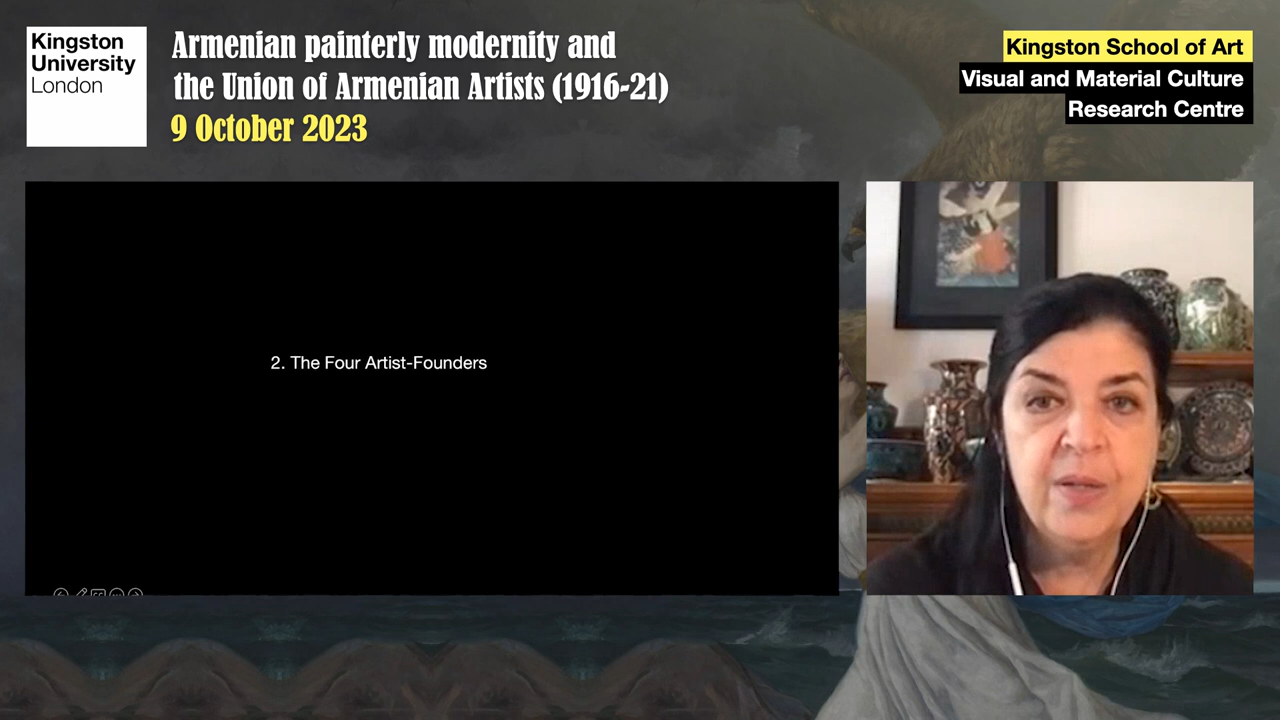 Kingston
University
London
Armenian painterly modernity and
the Union of Armenian Artists (1916-21)
9 October 2023
Kingston School of Art
Visual and Material Culture
Research Centre
2. The Four Artist-Founders